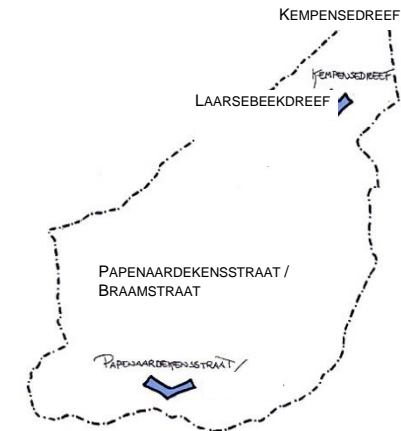 KEMPENSEDREEF
KEMPENSEDREEF
LAARSEBEEKDREEF
PAPENAARDEKENSSTRAAT /
BRAAMSTRAAT
PAPENAARDEKENSSTRAAT/